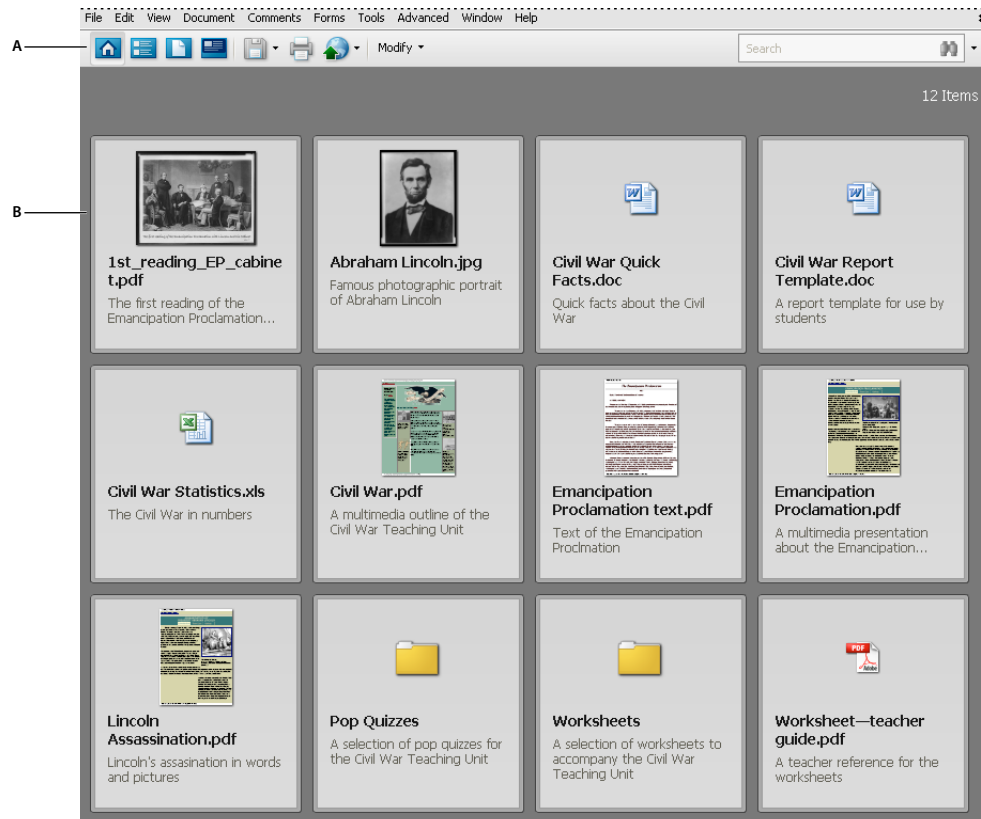 File Edit View Document Comments Forms Tools Advanced Window Help
A
Modify
Search
12 Items
B
1st_reading_EP_cabine
t.pdf
The first reading of the
Emancipation Proclamation...
Abraham Lincoln.jpg
Famous photographic portrait
of Abraham Lincoln
Civil War Quick
Facts.doc
Quick facts about the Civil
War
Civil War Report
Template.doc
A report template for use by
students
Civil War Statistics.xls
The Civil War in numbers
Civil War.pdf
A multimedia outline of the
Civil War Teaching Unit
Emancipation
Proclamation text.pdf
Text of the Emancipation
Proclmation
Emancipation
Proclamation.pdf
A multimedia presentation
about the Emancipation...
Lincoln
Assassination.pdf
Lincoln's assasination in words
and pictures
Pop Quizzes
A selection of pop quizzes for
the Civil War Teaching Unit
Worksheets
A selection of worksheets to
accompany the Civil War
Teaching Unit
PDF
Adobe
Worksheet—teacher
guide.pdf
A teacher reference for the
worksheets